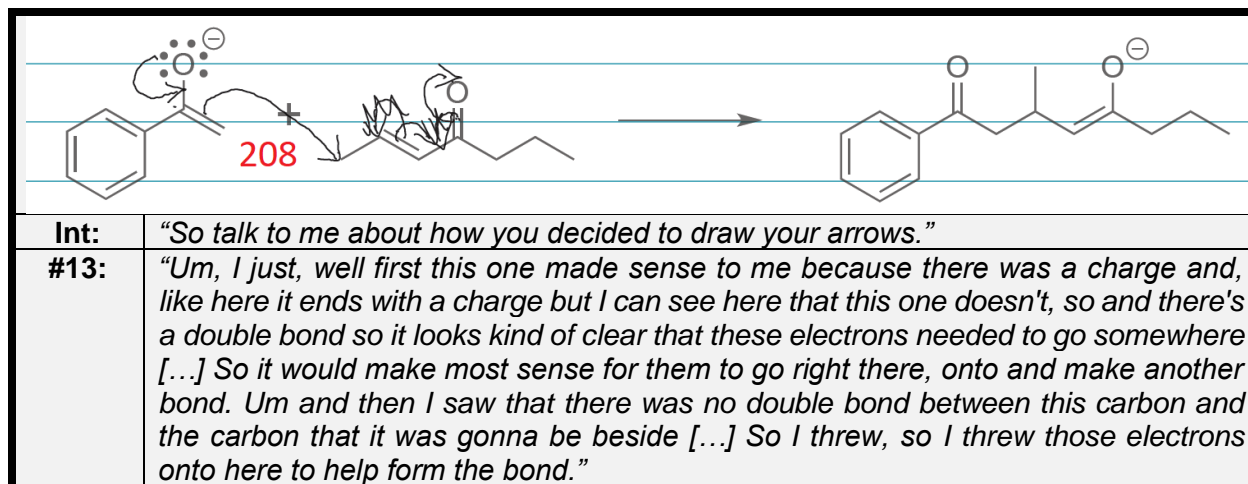 O
+
208
O
O
O
Int: “So talk to me about how you decided to draw your arrows.”
#13: “Um, I just, well first this one made sense to me because there was a charge and,
like here it ends with a charge but I can see here that this one doesn't, so and there's
a double bond so it looks kind of clear that these electrons needed to go somewhere
[…] So it would make most sense for them to go right there, onto and make another
bond. Um and then I saw that there was no double bond between this carbon and
the carbon that it was gonna be beside […] So I threw, so I threw those electrons
onto here to help form the bond.”